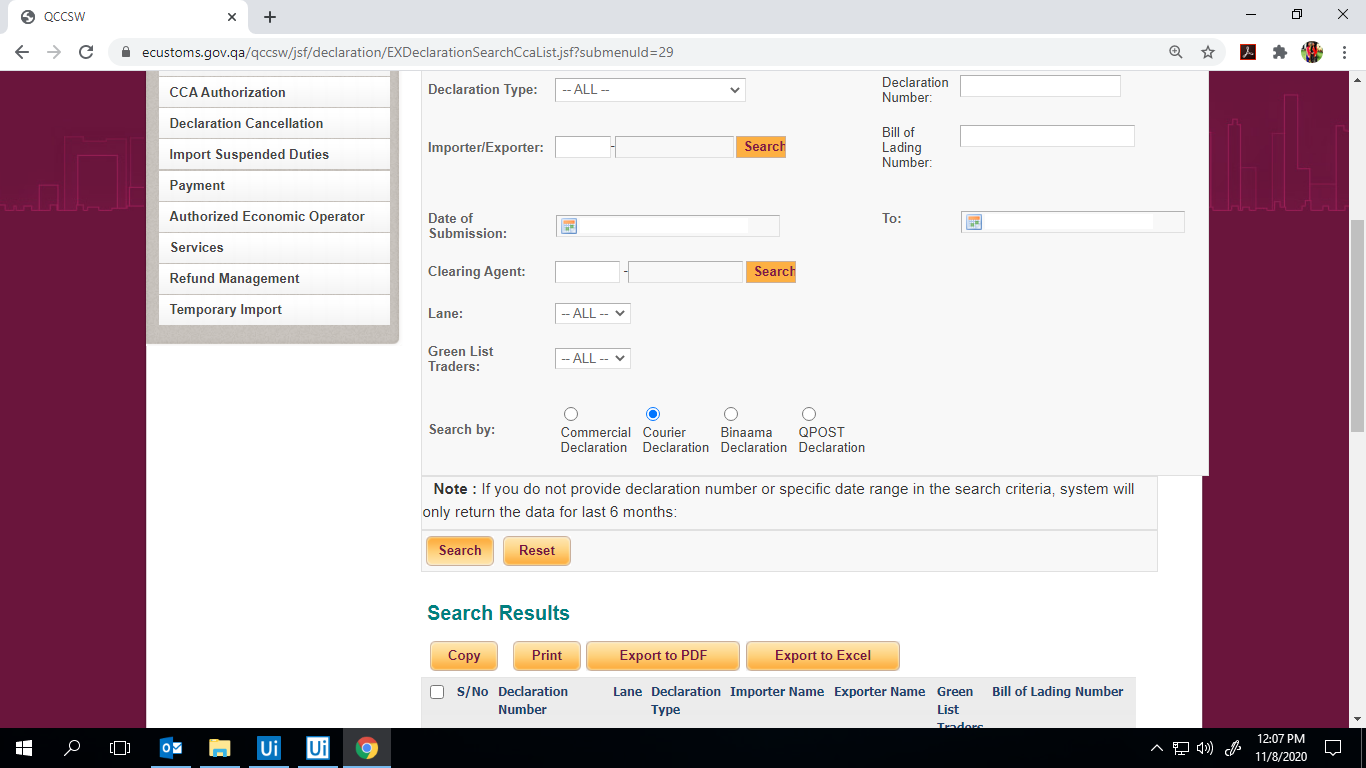 QCCSW
ecustoms.gov.qa/qccsw/jsf/declaration/EXDeclarationSearchCcaList.jsf?submenuId=29
CCA Authorization
Declaration Cancellation
Import Suspended Duties
Payment
Authorized Economic Operator
Services
Refund Management
Temporary Import
Declaration Type:
-- ALL --
Declaration
Number:
Importer/Exporter:
-
Search
Bill of
Lading
Number:
Date of
Submission:
To:
Clearing Agent:
-
Search
Lane:
-- ALL --
Green List
Traders:
-- ALL --
Search by:
Commercial
Declaration
Courier
Declaration
Binaama
Declaration
QPOST
Declaration
Note : If you do not provide declaration number or specific date range in the search criteria, system will
only return the data for last 6 months:
Search
Reset
Search Results
Copy
Print
Export to PDF
Export to Excel
S/No
Declaration
Number
Lane
Declaration
Type
Importer Name
Exporter Name
Green
List
Traders
Bill of Lading Number
Ui
Ui
12:07 PM
11/8/2020